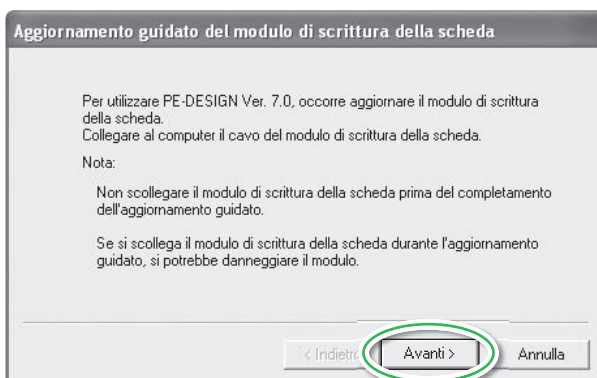 Aggiornamento guidato del modulo di scrittura della scheda
Per utilizzare PE-DESIGN Ver. 7.0, occorre aggiornare il modulo di scrittura
della scheda.
Collegare al computer il cavo del modulo di scrittura della scheda.
Nota:
Non scollegare il modulo di scrittura della scheda prima del completamento
dell'aggiornamento guidato.
Se si scollega il modulo di scrittura della scheda durante l'aggiornamento
guidato, si potrebbe danneggiare il modulo.
< Indietro Avanti > Annulla